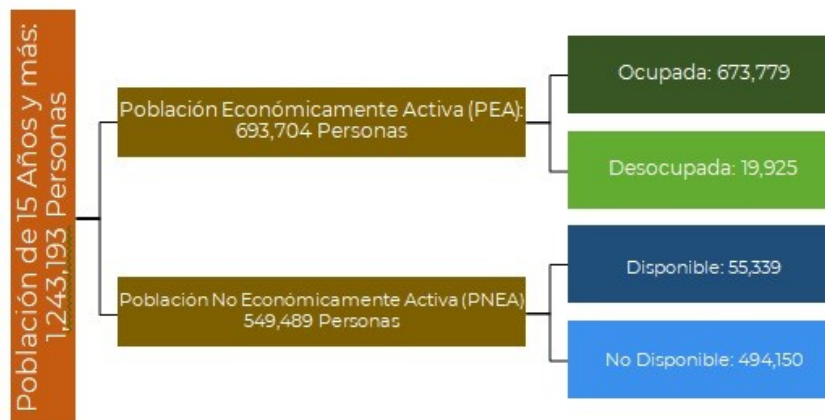 Población de 15 Años y más:
1,243,193 Personas
Población Económicamente Activa (PEA):
693,704 Personas
Ocupada: 673,779
Desocupada: 19,925
Población No Económicamente Activa (PNEA)
549,489 Personas
Disponible: 55,339
No Disponible: 494,150